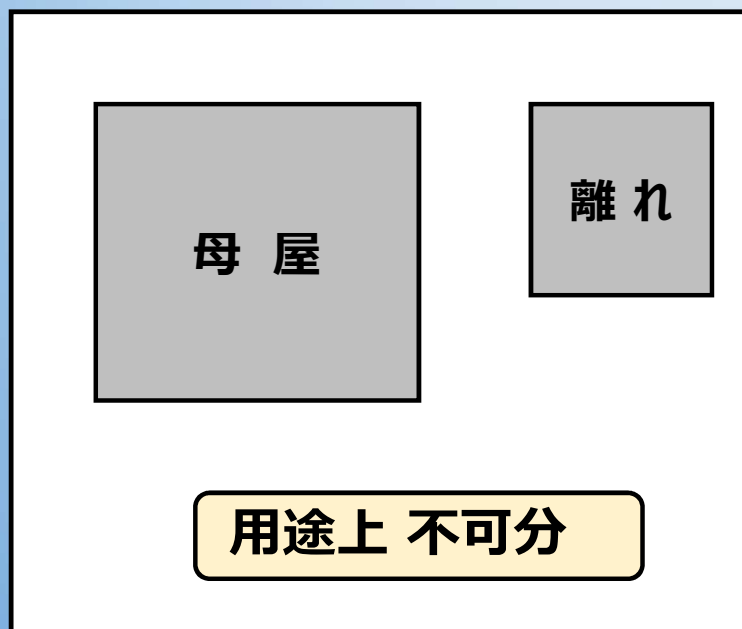 母 屋
離 れ
用途上 不可分